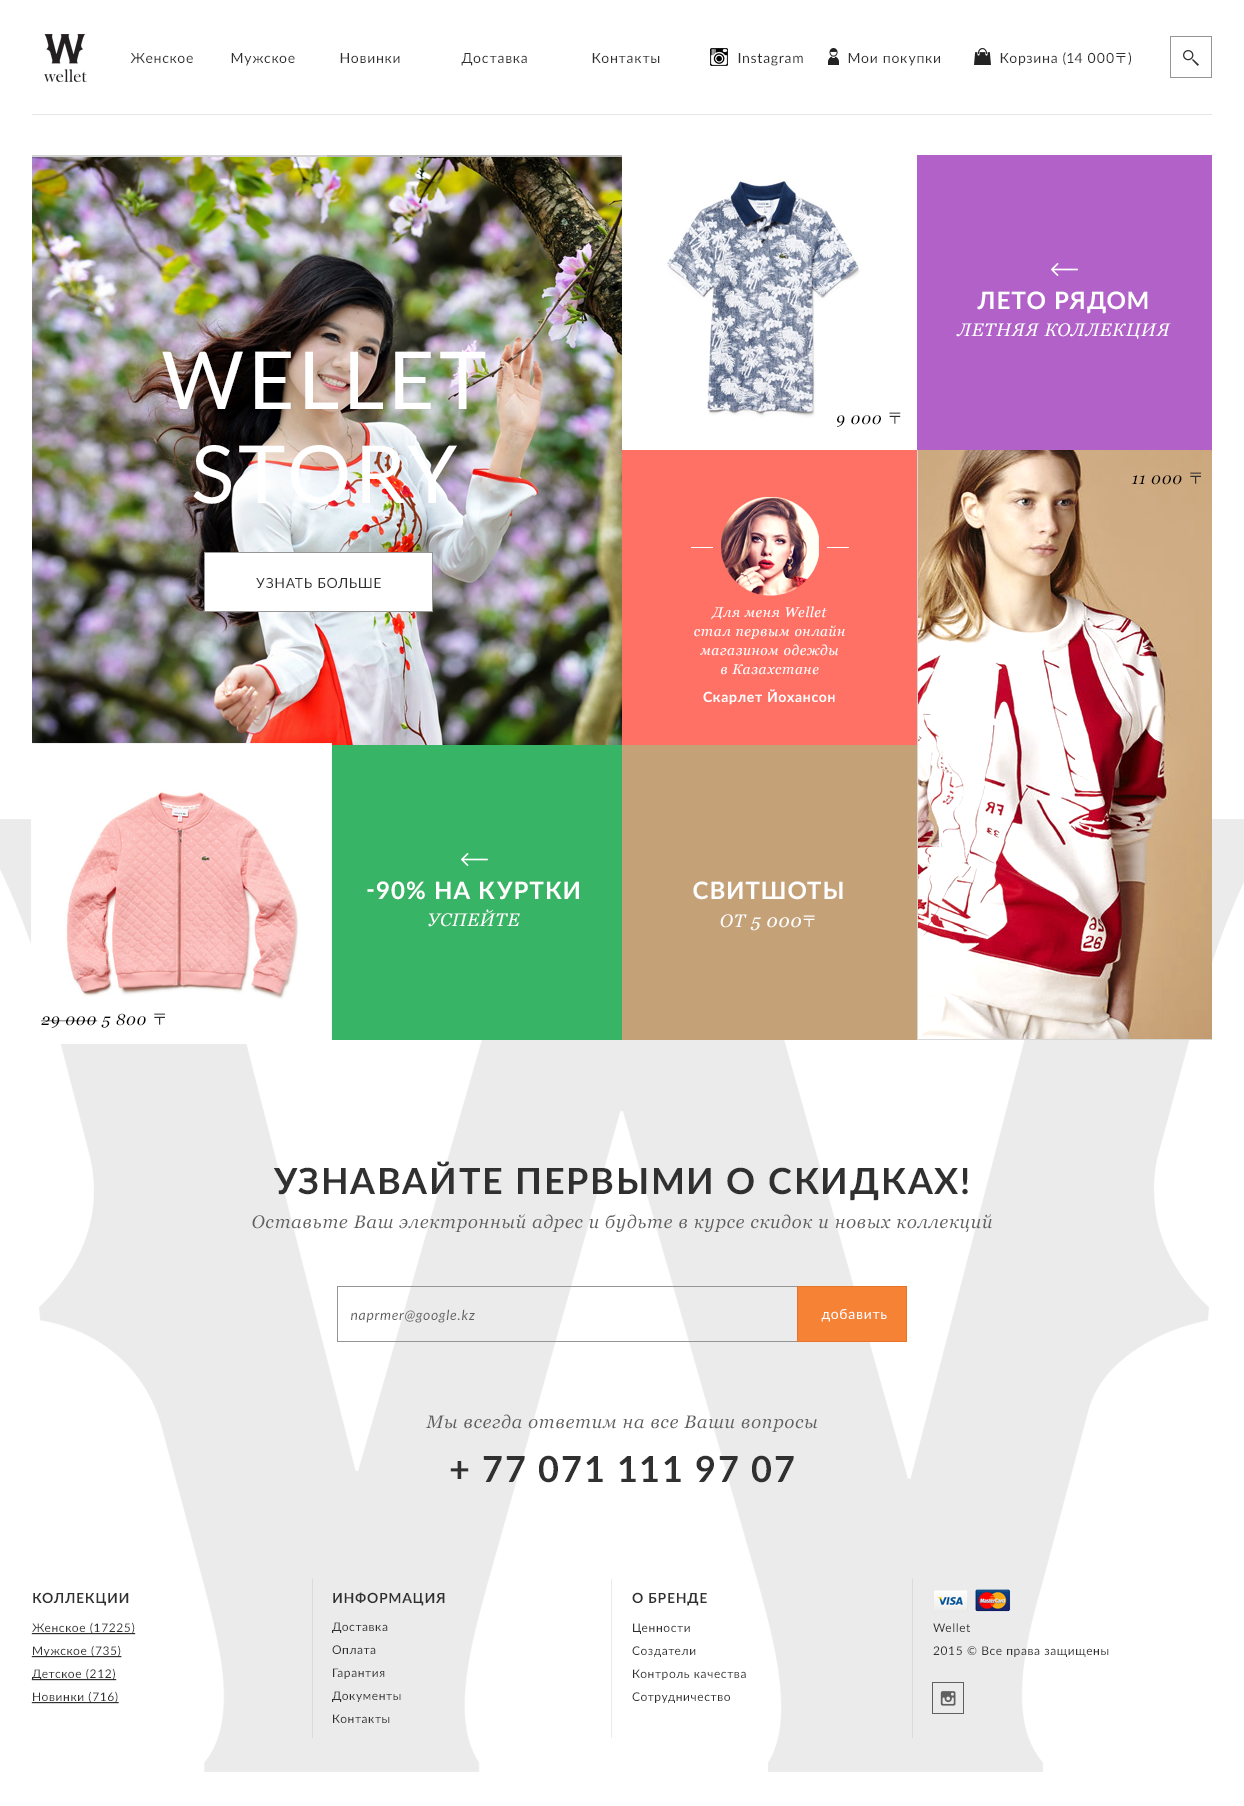 W
wellet
Женское
Мужское
Новинки
Доставка
Контакты
Instagram
Мои покупки
Корзина (14 000₸)
WELLET
STORY
УЗНАТЬ БОЛЬШЕ
9 000 ₸
ЛЕТО РЯДОМ
ЛЕТНЯЯ КОЛЛЕКЦИЯ
Для меня Wellet
стал первым онлайн
магазином одежды
в Казахстане
Скарлет Йохансон
11 000 ₸
FR
33
26
29 000 5 800 ₸
-90% НА КУРТКИ
УСПЕЙТЕ
СВИТШОТЫ
ОТ 5 000₸
УЗНАВАЙТЕ ПЕРВЫМИ О СКИДКАХ!
Оставьте Ваш электронный адрес и будьте в курсе скидок и новых коллекций
naprmer@google.kz
добавить
Мы всегда ответим на все Ваши вопросы
+ 77 071 111 97 07
КОЛЛЕКЦИИ
Женское (17225)
Мужское (735)
Детское (212)
Новинки (716)
ИНФОРМАЦИЯ
Доставка
Оплата
Гарантия
Документы
Контакты
О БРЕНДЕ
Ценности
Создатели
Контроль качества
Сотрудничество
VISA
MasterCard
Wellet
2015 © Все права защищены